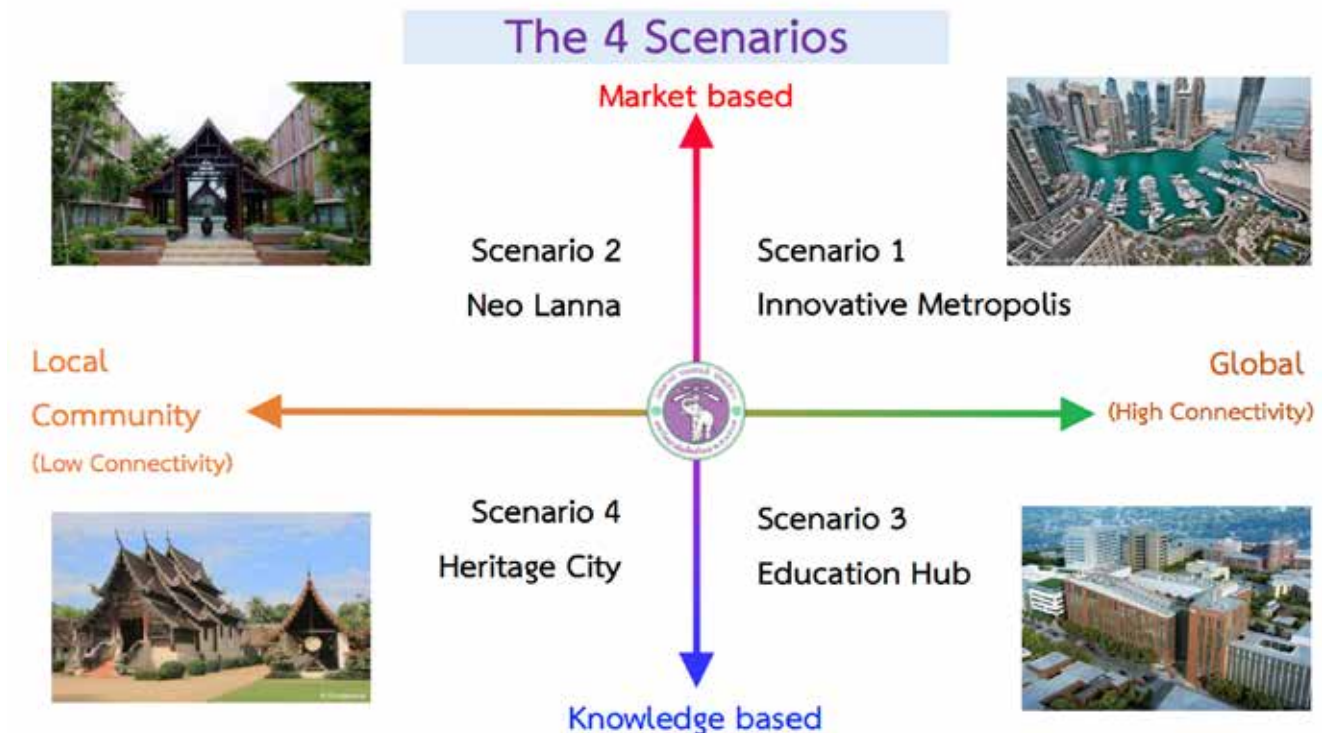 The 4 Scenarios
Market based
Scenario 2
Neo Lanna
Scenario 1
Innovative Metropolis
Local
Community
(Low Connectivity)
Global
(High Connectivity)
Scenario 4
Heritage City
Scenario 3
Education Hub
Knowledge based